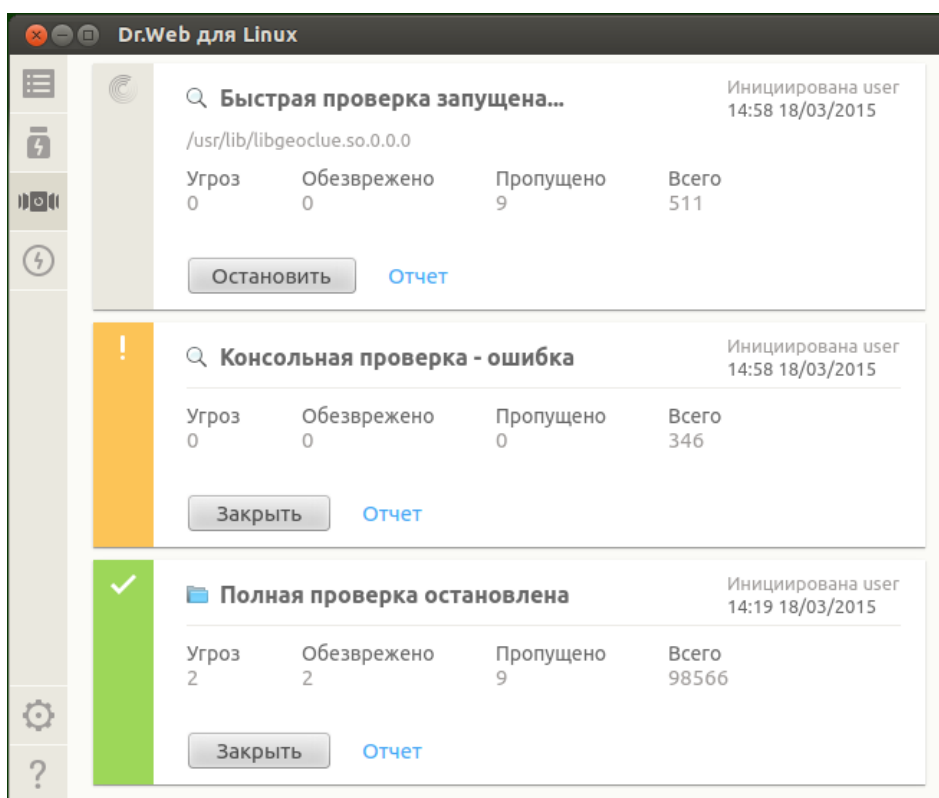 Dr.Web для Linux
Быстрая проверка запущена...
Инициирована user
14:58 18/03/2015
/usr/lib/libgeoclue.so.0.0.0
Угроз Обезврежено Пропущено Всего
0 0 9 511
Остановить Отчет
!
Консольная проверка - ошибка
Инициирована user
14:58 18/03/2015
Угроз Обезврежено Пропущено Всего
0 0 0 346
Закрыть Отчет
Полная проверка остановлена
Инициирована user
14:19 18/03/2015
Угроз Обезврежено Пропущено Всего
2 2 9 98566
Закрыть Отчет
?